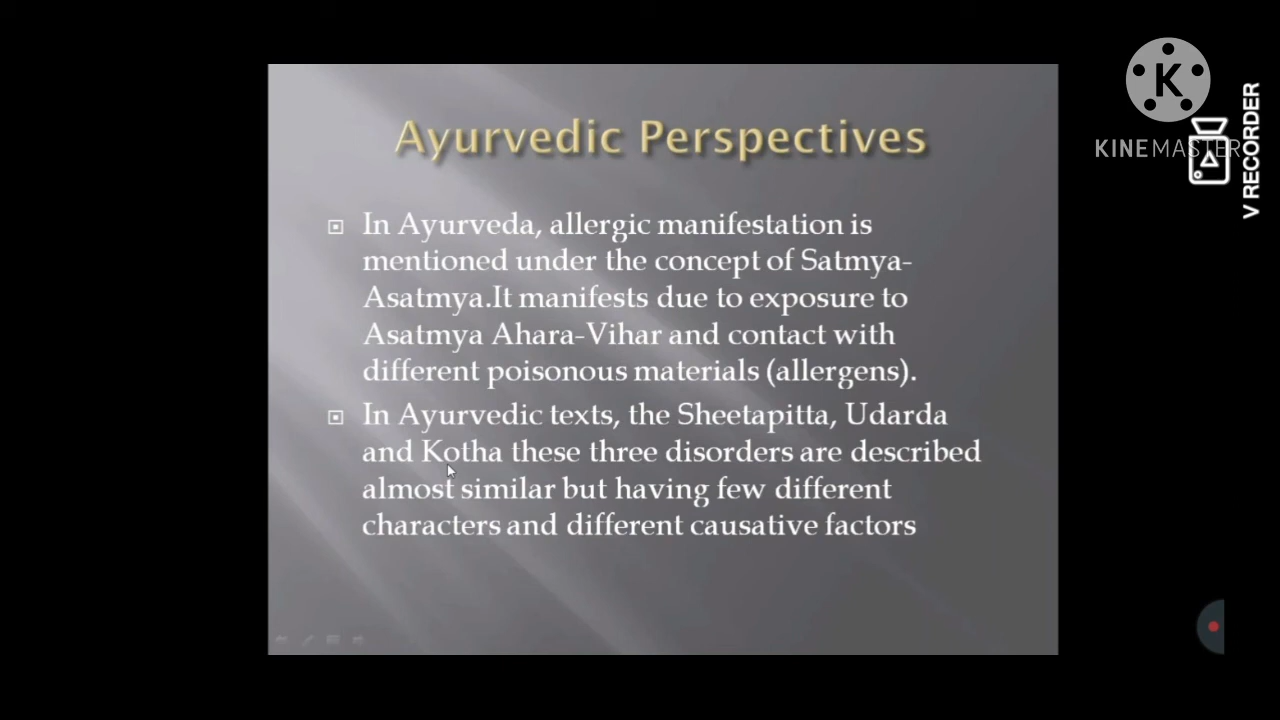 Ayurvedic Perspectives
In Ayurveda, allergic manifestation is
mentioned under the concept of Satmya-
Asatmya.It manifests due to exposure to
Asatmya Ahara-Vihar and contact with
different poisonous materials (allergens).
In Ayurvedic texts, the Sheetapitta, Udarda
and Kotha these three disorders are described
almost similar but having few different
characters and different causative factors
K
KINEMASTER
V RECORDER